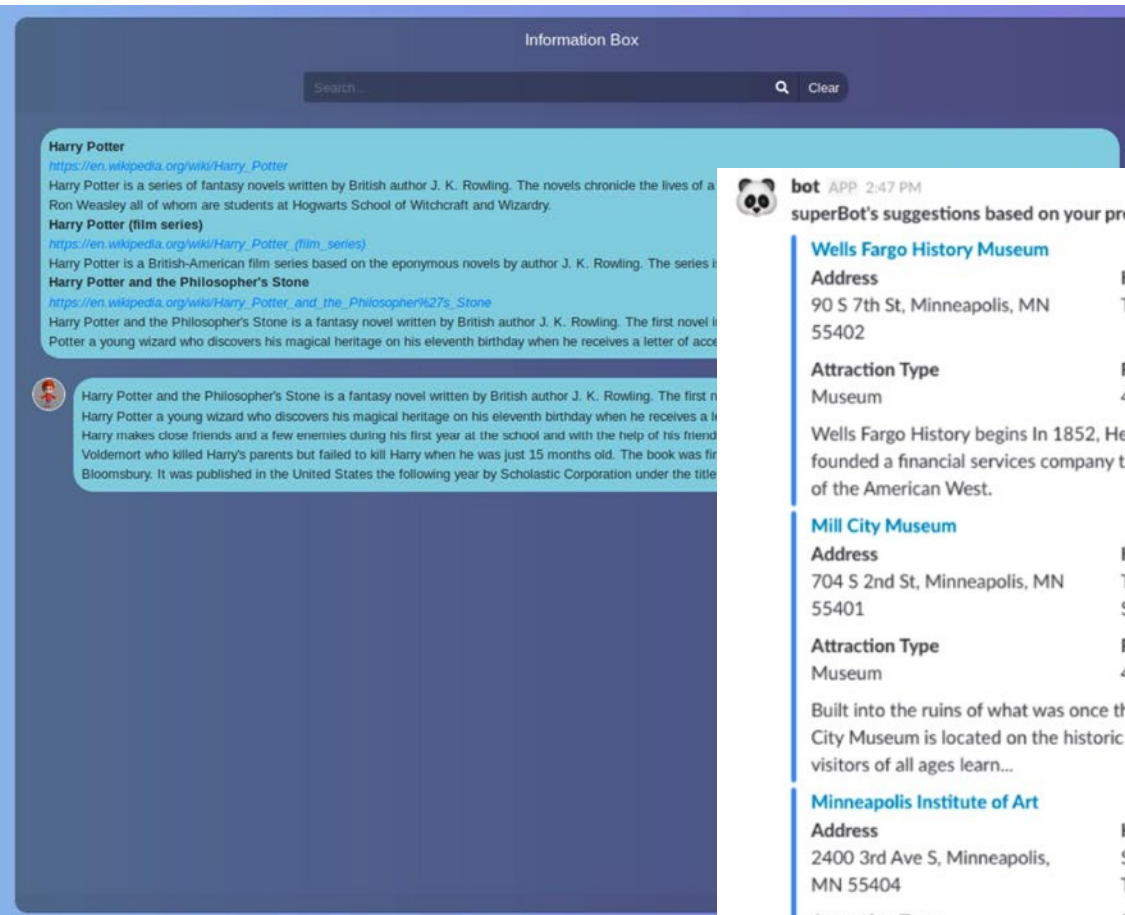 Information Box
Search...
Clear
Harry Potter
https://en.wikipedia.org/wiki/Harry_Potter
Harry Potter is a series of fantasy novels written by British author J. K. Rowling. The novels chronicle the lives of a
Ron Weasley all of whom are students at Hogwarts School of Witchcraft and Wizardry.
Harry Potter (film series)
https://en.wikipedia.org/wiki/Harry_Potter_(film_series)
Harry Potter is a British-American film series based on the eponymous novels by author J. K. Rowling. The series is
Harry Potter and the Philosopher's Stone
https://en.wikipedia.org/wiki/Harry_Potter_and_the_Philosopher%27s_Stone
Harry Potter and the Philosopher's Stone is a fantasy novel written by British author J. K. Rowling. The first novel
Potter a young wizard who discovers his magical heritage on his eleventh birthday when he receives a letter of
Harry Potter and the Philosopher's Stone is a fantasy novel written by British author J. K. Rowling. The first
Harry Potter a young wizard who discovers his magical heritage on his eleventh birthday when he receives a
Harry makes close friends and a few enemies during his first year at the school and with the help of his
Voldemort who killed Harry's parents but failed to kill Harry when he was just 15 months old. The book was
Bloomsbury. It was published in the United States the following year by Scholastic Corporation under the title
bot APP 2:47 PM
superBot's suggestions based on your
Wells Fargo History Museum
Address
90 S 7th St, Minneapolis, MN
55402
Attraction Type
Museum
Wells Fargo History begins In 1852,
founded a financial services company
of the American West.
Mill City Museum
Address
704 S 2nd St, Minneapolis, MN
55401
Attraction Type
Museum
Built into the ruins of what was once
City Museum is located on the historic
visitors of all ages learn...
Minneapolis Institute of Art
Address
2400 3rd Ave S, Minneapolis,
MN 55404